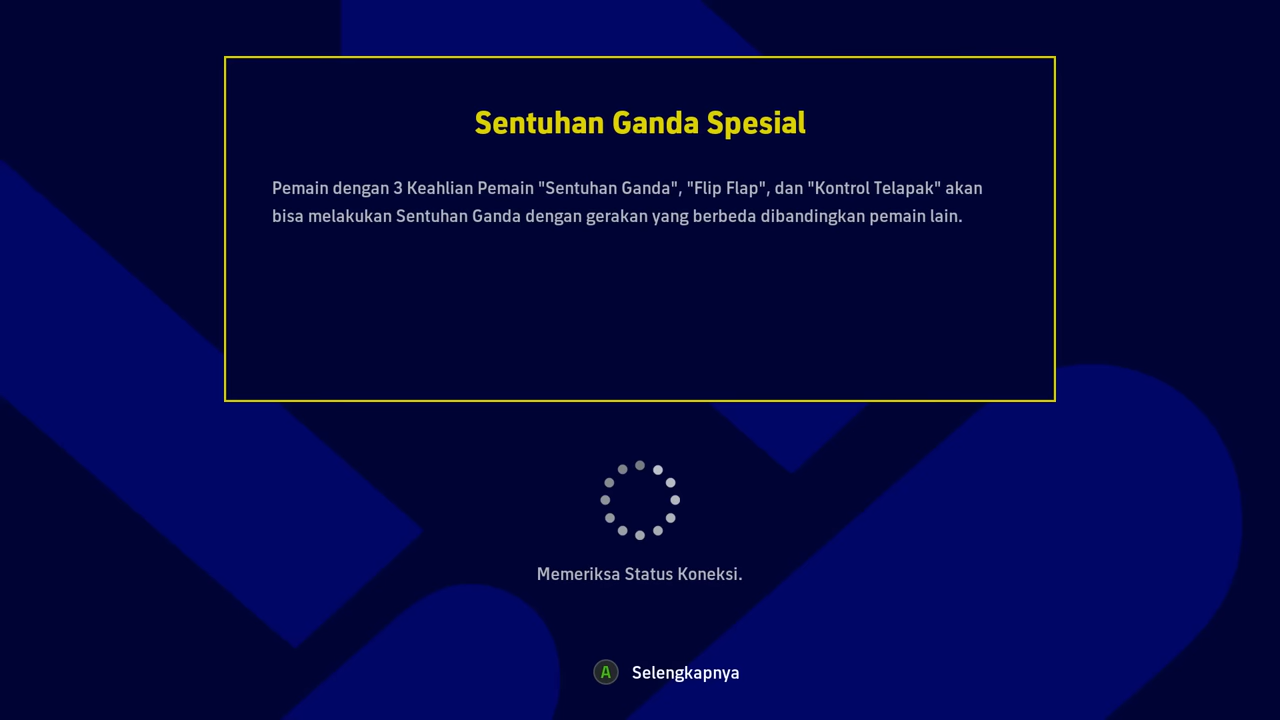 Sentuhan Ganda Spesial
Pemain dengan 3 Keahlian Pemain "Sentuhan Ganda", "Flip Flap", dan "Kontrol Telapak" akan
bisa melakukan Sentuhan Ganda dengan gerakan yang berbeda dibandingkan pemain lain.
Memeriksa Status Koneksi.
A Selengkapnya